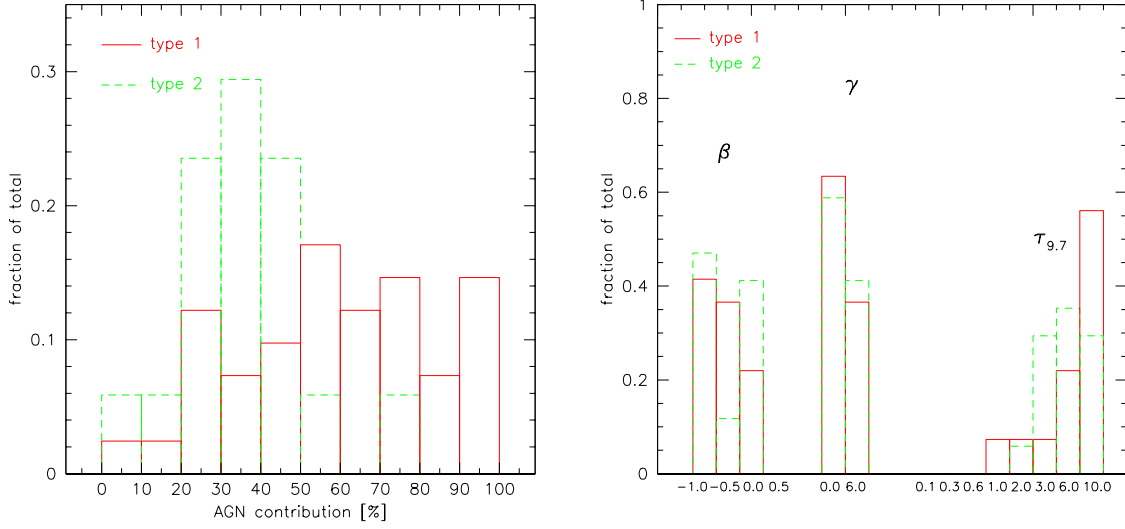 type 1
type 2
0.3
0.2
0.1
0
fraction of total
0 10 20 30 40 50 60 70 80 90 100
AGN contribution [%]
type 1
type 2
1
0.8
0.6
0.4
0.2
0
fraction of total
β
γ
τ9.7
−1.0 −0.5 0.0 0.5 0.0 6.0 0.1 0.3 0.6 1.0 2.0 3.0 6.0 10.0